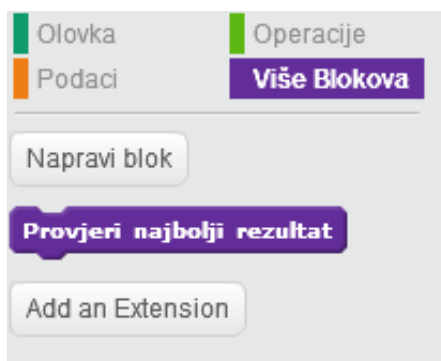 Olovka Operacije
Podaci Više Blokova
Napravi blok
Provjeri najbolji rezultat
Add an Extension